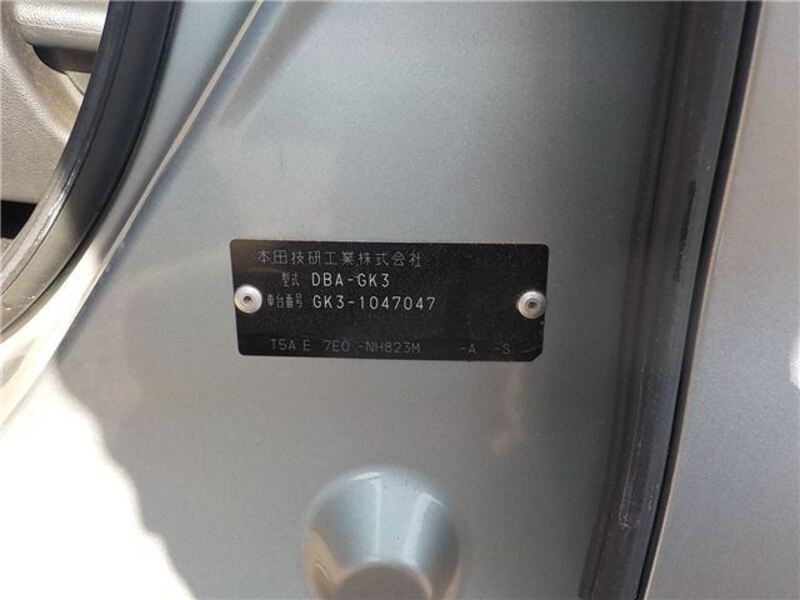 本田技研工業株式会社
型式 DBA-GK3
車台番号 GK3-1047047
T5A E 7E0 -NH823M -A -S